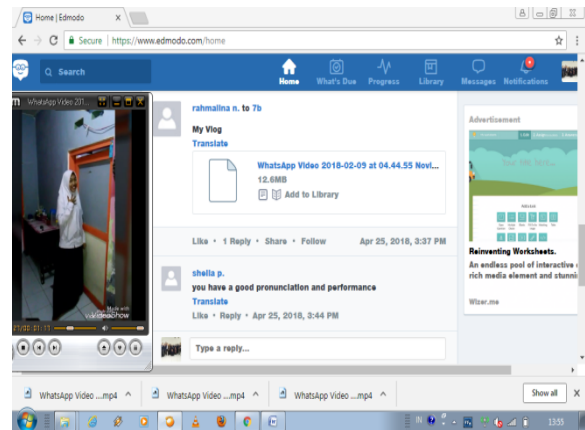 Home | Edmodo
Secure | https://www.edmodo.com/home
Search
Home
What's Due
Progress
Library
Messages
Notifications
WhatsApp Video 201...
Made with
VivaVideo
rahmalina n. to 7b
My Vlog
Translate
WhatsApp Video 2018-02-09 at 04.44.55 Novi...
12.6MB
Add to Library
Like • 1 Reply • Share • Follow
Apr 25, 2018, 3:37 PM
shella p.
you have a good pronunciation and performance
Translate
Like • Reply • Apr 25, 2018, 3:44 PM
Type a reply...
Advertisement
Reinventing Worksheets.
An endless pool of interactive
rich media element and stunni
Wizer.me
WhatsApp Video ....mp4
WhatsApp Video ....mp4
WhatsApp Video ....mp4
Show all
IN
13:55